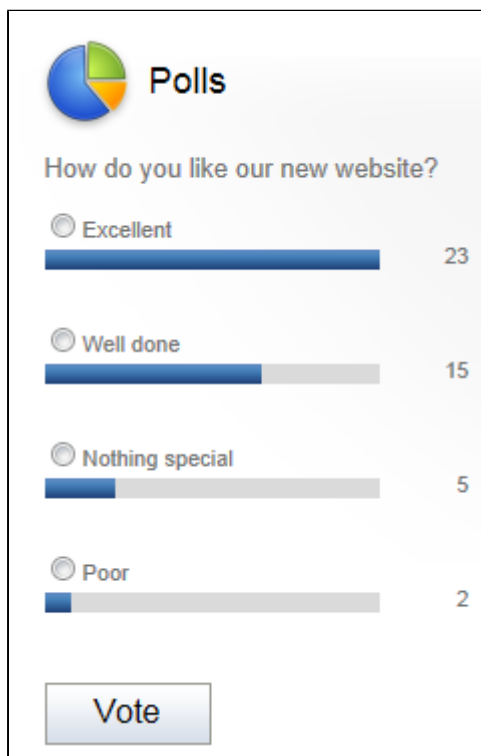 Polls
How do you like our new website?
Excellent
23
Well done
15
Nothing special
5
Poor
2
Vote